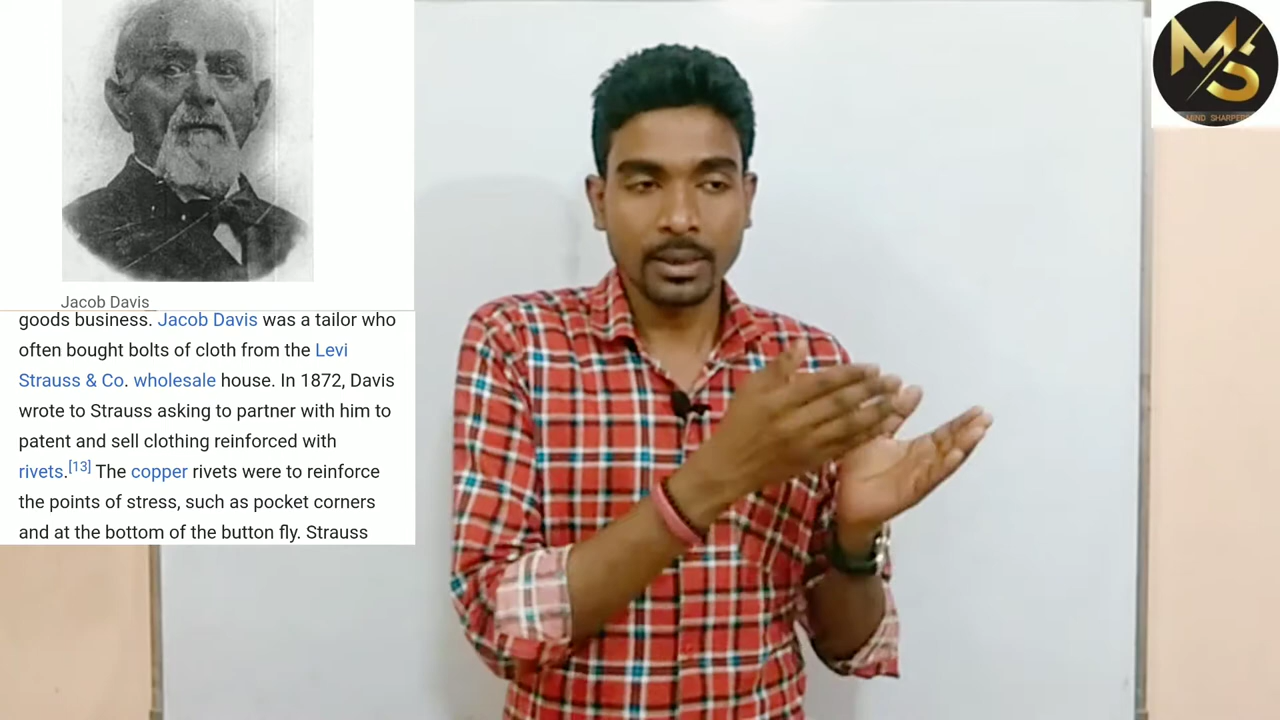 Jacob Davis
goods business. Jacob Davis was a tailor who
often bought bolts of cloth from the Levi
Strauss & Co. wholesale house. In 1872, Davis
wrote to Strauss asking to partner with him to
patent and sell clothing reinforced with
rivets.[13] The copper rivets were to reinforce
the points of stress, such as pocket corners
and at the bottom of the button fly. Strauss
MS
MIND SHARPERS